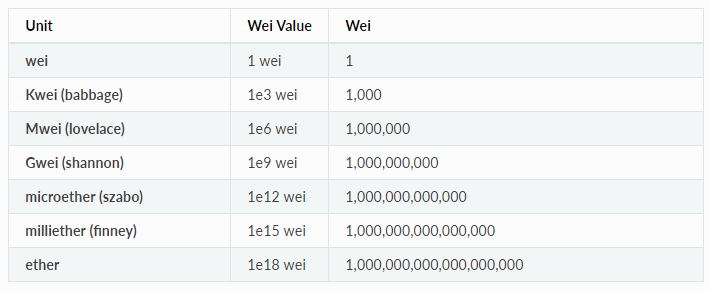 Unit Wei Value Wei
wei 1 wei 1
Kwei (babbage) 1e3 wei 1,000
Mwei (lovelace) 1e6 wei 1,000,000
Gwei (shannon) 1e9 wei 1,000,000,000
microether (szabo) 1e12 wei 1,000,000,000,000
milliether (finney) 1e15 wei 1,000,000,000,000,000
ether 1e18 wei 1,000,000,000,000,000,000